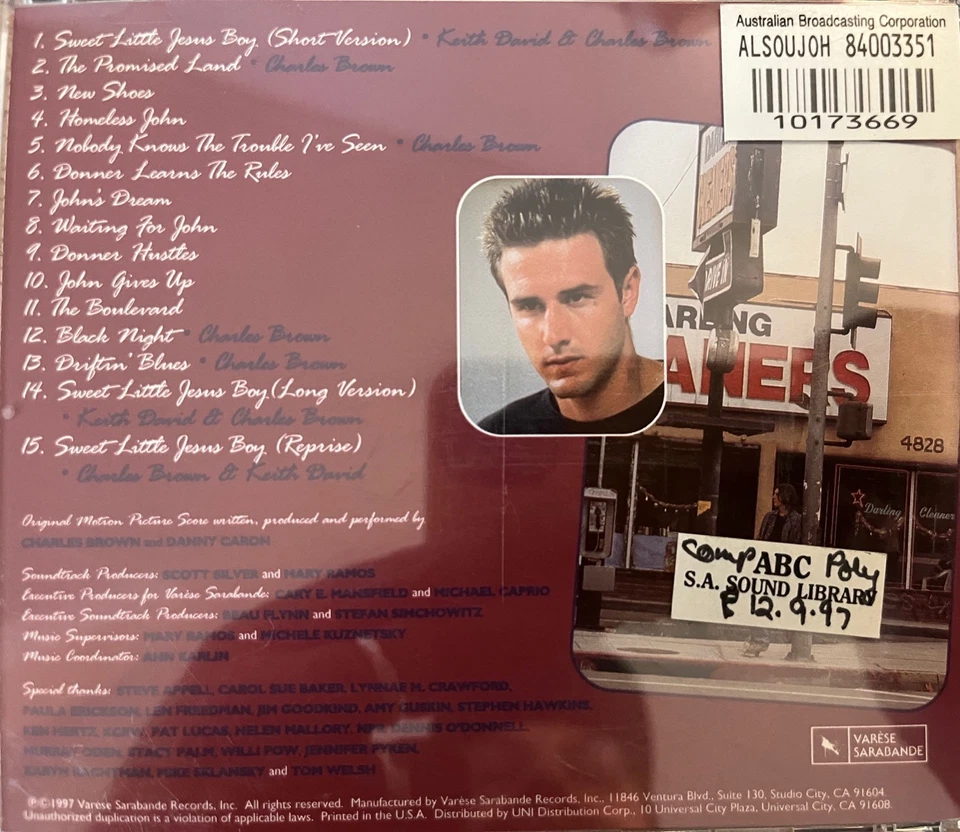 1. Sweet Little Jesus Boy (Short Version) • Keith David & Charles Brown
2. The Promised Land • Charles Brown
3. New Shoes
4. Homeless John
5. Nobody Knows The Trouble I've Seen • Charles Brown
6. Donner Learns The Rules
7. John's Dream
8. Waiting For John
9. Donner Hustles
10. John Gives Up
11. The Boulevard
12. Black Night • Charles Brown
13. Driftin' Blues • Charles Brown
14. Sweet Little Jesus Boy (Long Version)
• Keith David & Charles Brown
15. Sweet Little Jesus Boy (Reprise)
• Charles Brown & Keith David
Original Motion Picture Score written, produced and performed by
CHARLES BROWN and DANNY CARON
Soundtrack Producers: SCOTT SILVER and MARY RAMOS
Executive Producers for Varèse Sarabande: CARY E. MANSFIELD and MICHAEL CAPRIO
Executive Soundtrack Producers: BEAU FLYNN and STEFAN SIMCHOWITZ
Music Supervisors: MARY RAMOS and MICHELE KUZNETSKY
Music Coordinator: ANN KARLIN
Special thanks: STEVE APPELL, CAROL SUE BAKER, LYNNAE M. CRAWFORD,
PAULA ERICKSON, LEN FREEDMAN, JIM GOODKIND, AMY GUSKIN, STEPHEN HAWKINS,
KEN HERTZ, KCRW, PAT LUCAS, HELEN MALLORY, NPR, DENNIS O'DONNELL,
MURRAY ODEN, STACY PALM, WILLI POW, JENNIFER PYKEN,
KARYN RACHTMAN, MIKE SKLANSKY and TOM WELSH
℗©1997 Varèse Sarabande Records, Inc. All rights reserved. Manufactured by Varèse Sarabande Records, Inc., 11846 Ventura Blvd., Suite 130, Studio City, CA 91604.
Unauthorized duplication is a violation of applicable laws. Printed in the U.S.A. Distributed by UNI Distribution Corp., 10 Universal City Plaza, Universal City, CA 91608.
Australian Broadcasting Corporation
ALSOUJOH 84003351
10173669
CLEANERS
DRIVE IN
ARLING
ANERS
4828
Darling Cleaners
comp ABC Poly
S.A. SOUND LIBRARY
12.9.97
VARÈSE
SARABANDE